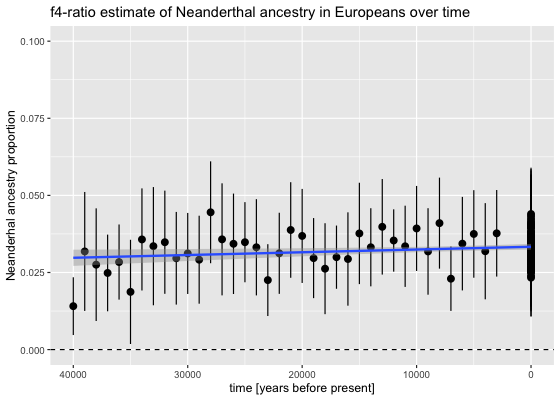 f4-ratio estimate of Neanderthal ancestry in Europeans over time
Neanderthal ancestry proportion
0.100
0.075
0.050
0.025
0.000
40000 30000 20000 10000 0
time [years before present]